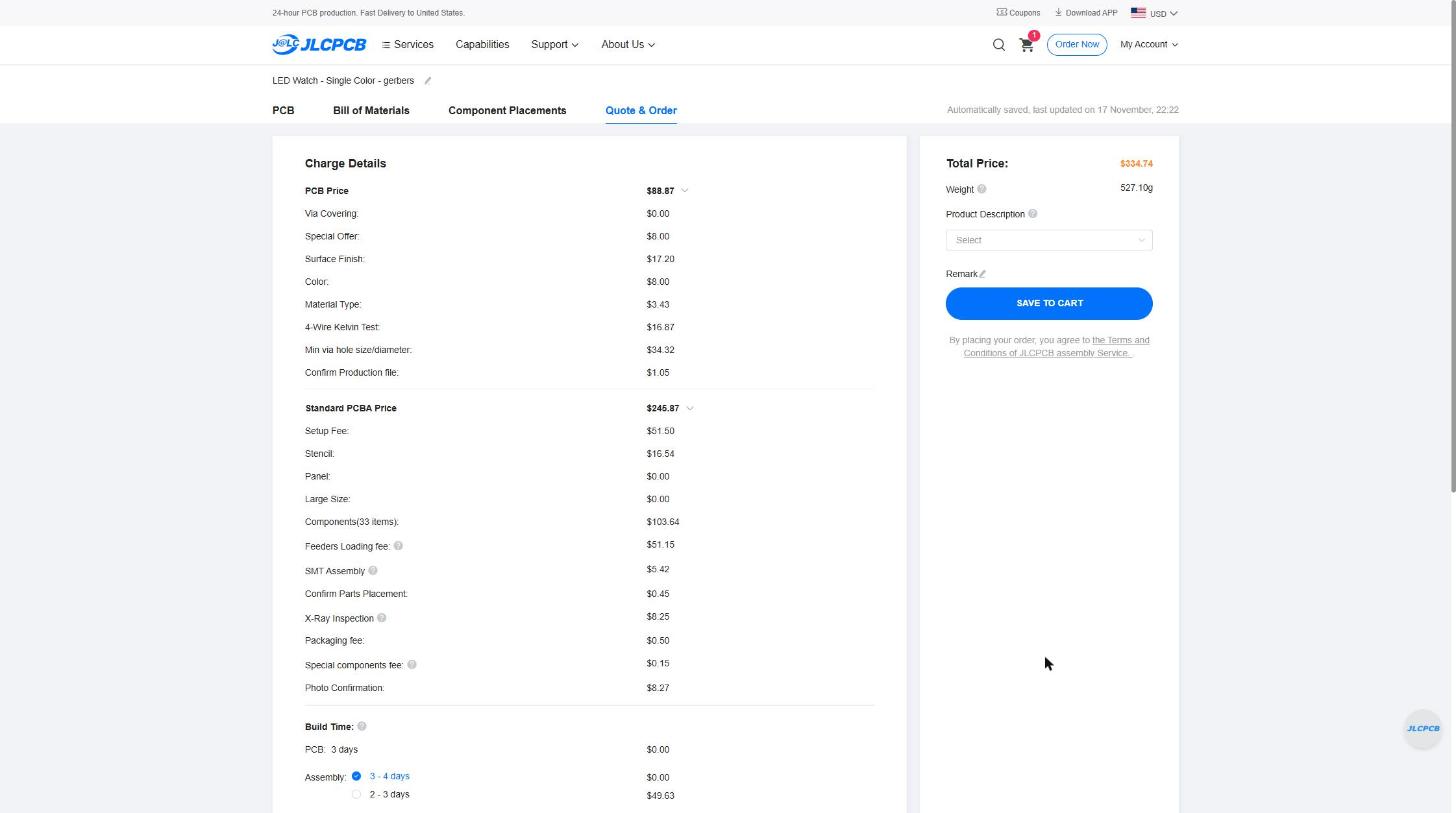 24-hour PCB production. Fast Delivery to United States.
Coupons
Download APP
USD
J@LC JLCPCB
Services
Capabilities
Support
About Us
1
Order Now
My Account
LED Watch - Single Color - gerbers
PCB
Bill of Materials
Component Placements
Quote & Order
Automatically saved, last updated on 17 November, 22:22
Charge Details
PCB Price $88.87
Via Covering: $0.00
Special Offer: $8.00
Surface Finish: $17.20
Color: $8.00
Material Type: $3.43
4-Wire Kelvin Test: $16.87
Min via hole size/diameter: $34.32
Confirm Production file: $1.05
Standard PCBA Price $245.87
Setup Fee: $51.50
Stencil: $16.54
Panel: $0.00
Large Size: $0.00
Components(33 items): $103.64
Feeders Loading fee: ? $51.15
SMT Assembly ? $5.42
Confirm Parts Placement: $0.45
X-Ray Inspection ? $8.25
Packaging fee: $0.50
Special components fee: ? $0.15
Photo Confirmation: $8.27
Build Time: ?
PCB: 3 days $0.00
Assembly: 3 - 4 days $0.00
2 - 3 days $49.63
Total Price: $334.74
Weight ? 527.10g
Product Description ?
Select
Remark
SAVE TO CART
By placing your order, you agree to the Terms and
Conditions of JLCPCB assembly Service.
JLCPCB